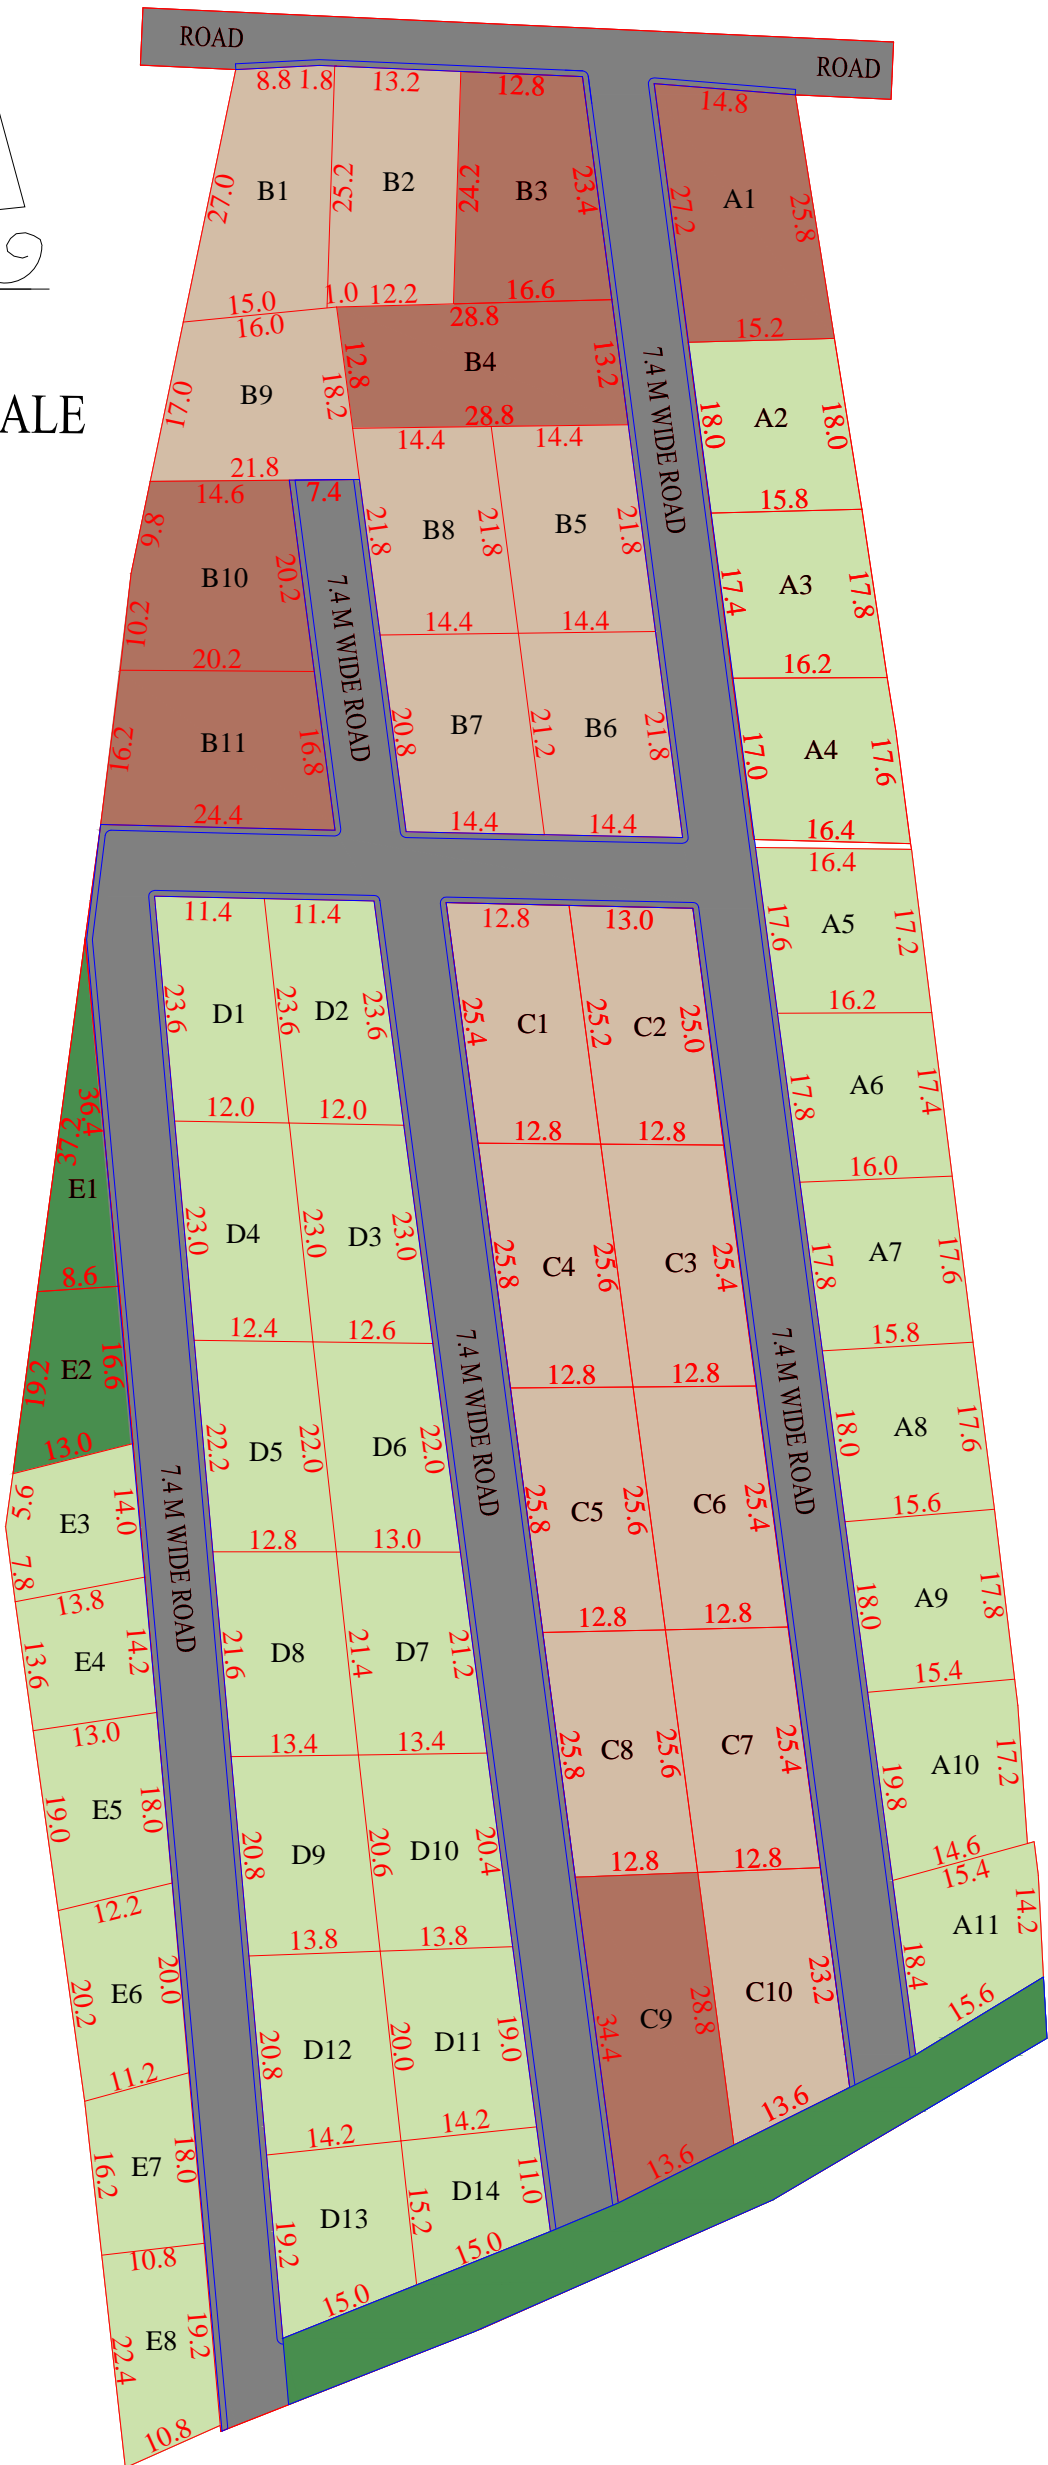 ROAD
ROAD
8.8 1.8 13.2 12.8 14.8
27.0 B1 25.2 B2 24.2 B3 23.4 27.2 A1 25.8
15.0 1.0 12.2 16.6 15.2
16.0 28.8
17.0 B9 18.2 12.8 B4 13.2 7.4 M WIDE ROAD 18.0 A2 18.0
ALE
28.8
21.8 14.4 14.4
14.6 7.4 15.8
9.8 B10 20.2 21.8 B8 21.8 B5 21.8
10.2 7.4 M WIDE ROAD 17.4 A3 17.8
14.4 14.4
20.2 16.2
16.2 B11 16.8 20.8 B7 21.2 B6 21.8 17.0 A4 17.6
24.4 14.4 14.4 16.4
16.4
11.4 11.4 12.8 13.0 17.6 A5 17.2
23.6 D1 23.6 D2 23.6 25.4 C1 25.2 C2 25.0 16.2
36.4 12.0 12.0 12.8 12.8 17.8 A6 17.4
37.2 E1 16.0
23.0 D4 23.0 D3 23.0 25.8 C4 25.6 C3 25.4 17.8 A7 17.6
8.6
12.4 12.6 15.8
19.2 E2 16.6 12.8 12.8
7.4 M WIDE ROAD 7.4 M WIDE ROAD
13.0 22.2 D5 22.0 D6 22.0 18.0 A8 17.6
5.6 E3 14.0 7.4 M WIDE ROAD 25.8 C5 25.6 C6 25.4 15.6
7.8 12.8 13.0
13.8 12.8 12.8 18.0 A9 17.8
13.6 E4 14.2 21.6 D8 21.4 D7 21.2 15.4
13.0 13.4 13.4 25.8 C8 25.6 C7 25.4 19.8 A10 17.2
19.0 E5 18.0 20.8 D9 20.6 D10 20.4 12.8 12.8 14.6
15.4
12.2 13.8 13.8 18.4 A11 14.2
20.2 E6 20.0 20.8 D12 20.0 D11 19.0 34.4 C9 28.8 C10 23.2 15.6
11.2 14.2 14.2 13.6
16.2 E7 18.0 19.2 D13 15.2 D14 11.0 13.6
10.8 15.0 15.0
22.4 E8 19.2
10.8